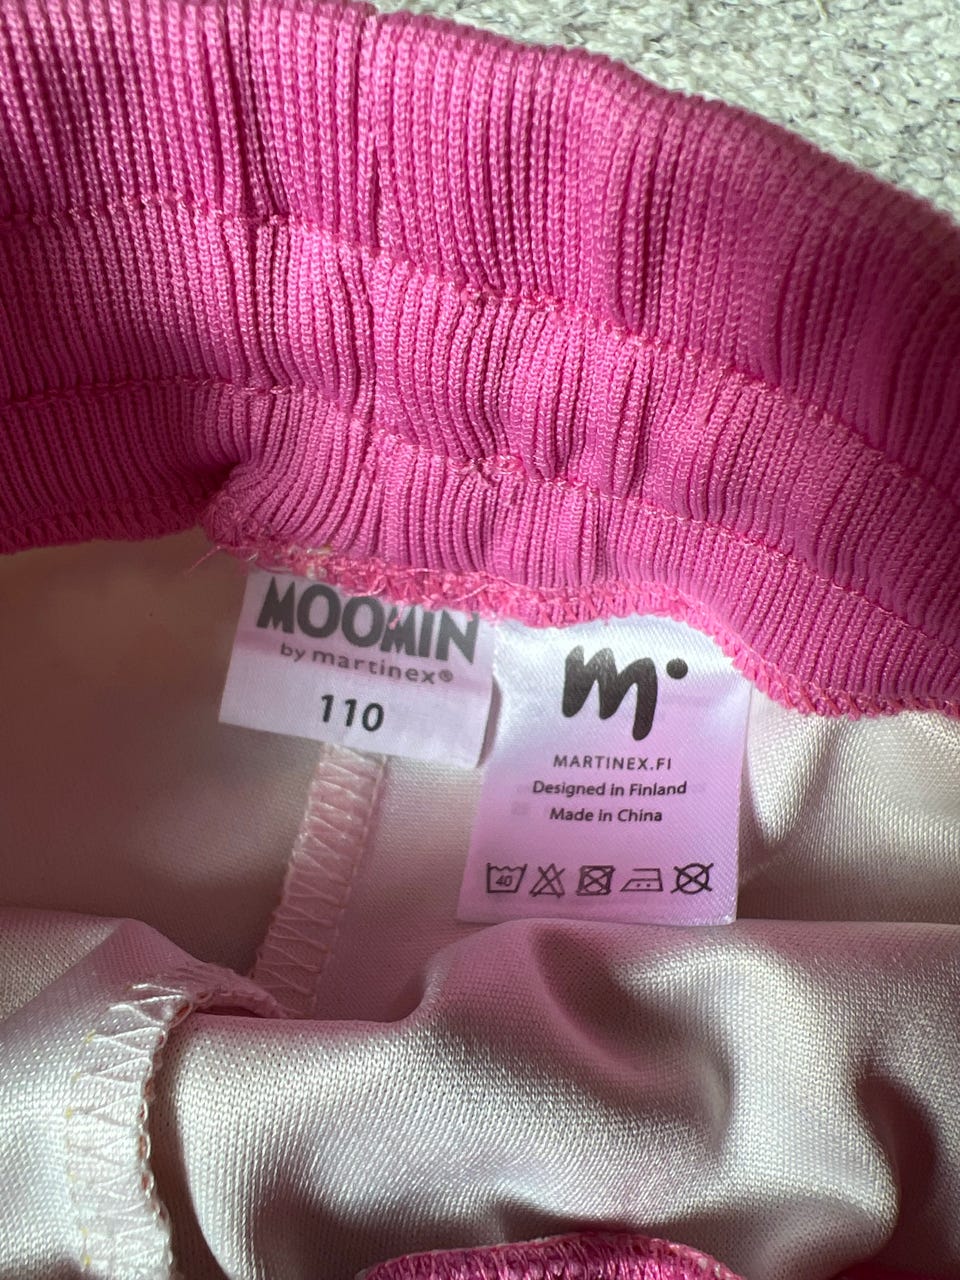 MOOMIN
by martinex®
110
m
MARTINEX.FI
Designed in Finland
Made in China
40